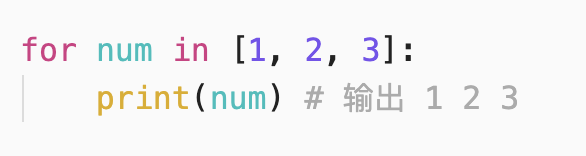 for num in [1, 2, 3]:
    print(num) # 输出 1 2 3